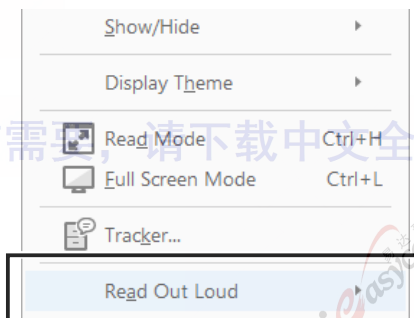 Show/Hide
Display Theme
需要，请下载中文全
Read Mode Ctrl+H
Full Screen Mode Ctrl+L
Tracker...
Read Out Loud